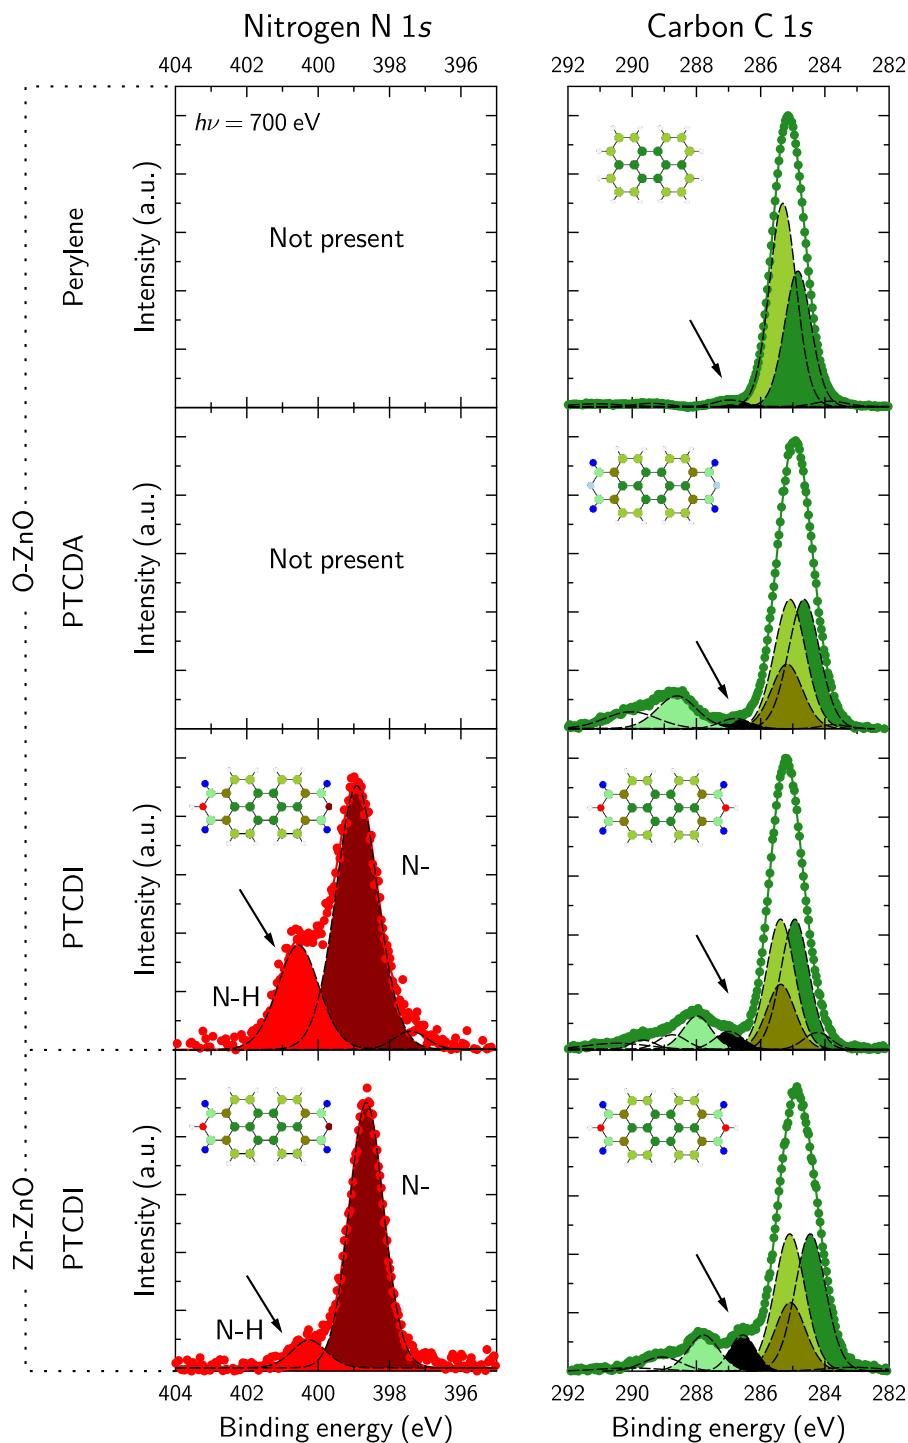 Nitrogen N 1s
Carbon C 1s
404 402 400 398 396
292 290 288 286 284 282
O-ZnO
Perylene
Intensity (a.u.)
hν = 700 eV
Not present
PTCDA
Intensity (a.u.)
Not present
PTCDI
Intensity (a.u.)
N-H
N-
Zn-ZnO
PTCDI
Intensity (a.u.)
N-H
N-
404 402 400 398 396
292 290 288 286 284 282
Binding energy (eV)
Binding energy (eV)